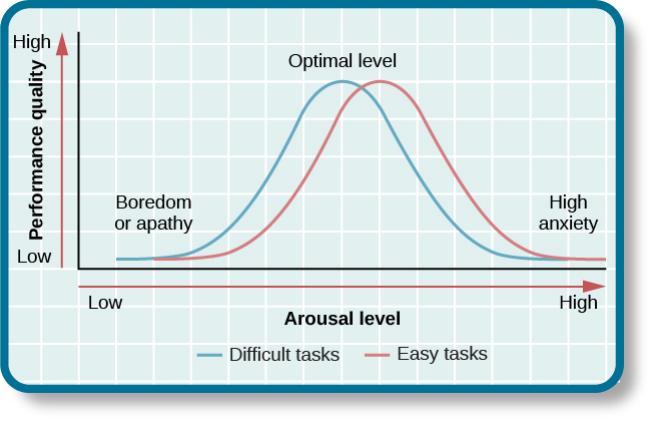 High
Performance quality
Low
Optimal level
Boredom
or apathy
High
anxiety
Low
High
Arousal level
Difficult tasks
Easy tasks